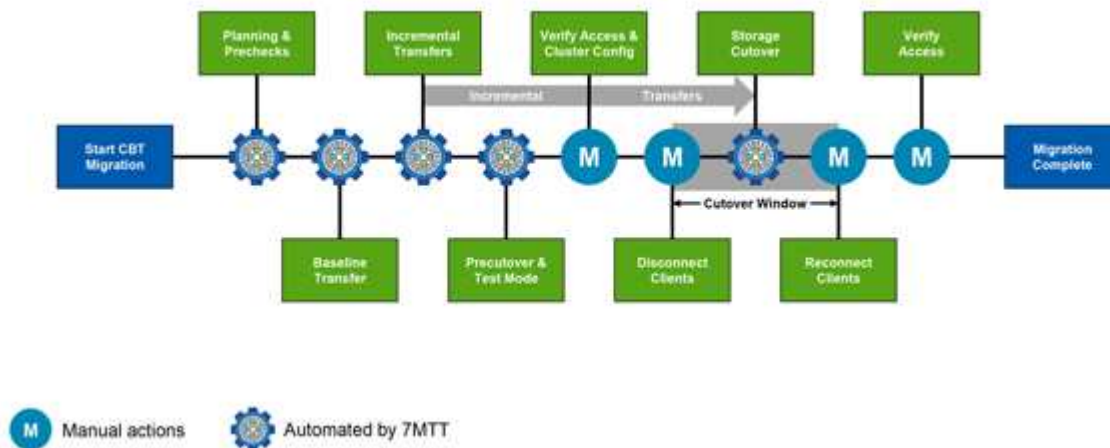 Planning &
Prechecks
Incremental
Transfers
Verify Access &
Cluster Config
Storage
Cutover
Verify
Access
Incremental Transfers
Start CBT
Migration
M
M
M
M
Migration
Complete
Cutover Window
Baseline
Transfer
Precutover &
Test Mode
Disconnect
Clients
Reconnect
Clients
M Manual actions
Automated by 7MTT